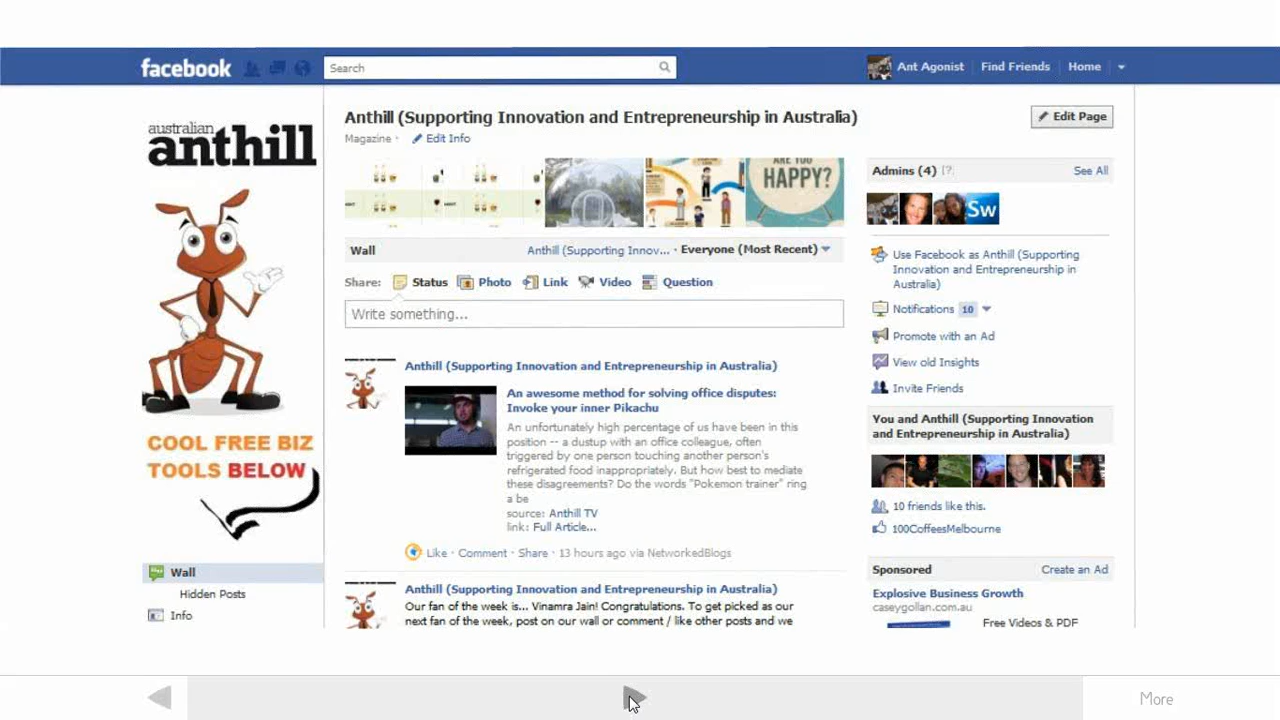 facebook
Search
Ant Agonist
Find Friends
Home
australian
anthill
COOL FREE BIZ
TOOLS BELOW
Wall
Hidden Posts
Info
Anthill (Supporting Innovation and Entrepreneurship in Australia)
Magazine ·
Edit Info
Edit Page
ARE YOU
HAPPY?
Wall
Anthill (Supporting Innov... · Everyone (Most Recent)
Share:
Status
Photo
Link
Video
Question
Write something...
Anthill (Supporting Innovation and Entrepreneurship in Australia)
An awesome method for solving office disputes:
Invoke your inner Pikachu
An unfortunately high percentage of us have been in this
position -- a dustup with an office colleague, often
triggered by one person touching another person's
refrigerated food inappropriately. But how best to mediate
these disagreements? Do the words "Pokemon trainer" ring
a be
source: Anthill TV
link: Full Article...
Like · Comment · Share · 13 hours ago via NetworkedBlogs
Anthill (Supporting Innovation and Entrepreneurship in Australia)
Our fan of the week is... Vinamra Jain! Congratulations. To get picked as our
next fan of the week, post on our wall or comment / like other posts and we
Admins (4) [?]
See All
Sw
Use Facebook as Anthill (Supporting
Innovation and Entrepreneurship in
Australia)
Notifications 10
Promote with an Ad
View old Insights
Invite Friends
You and Anthill (Supporting Innovation
and Entrepreneurship in Australia)
10 friends like this.
100CoffeesMelbourne
Sponsored
Create an Ad
Explosive Business Growth
caseygollan.com.au
Free Videos & PDF
More